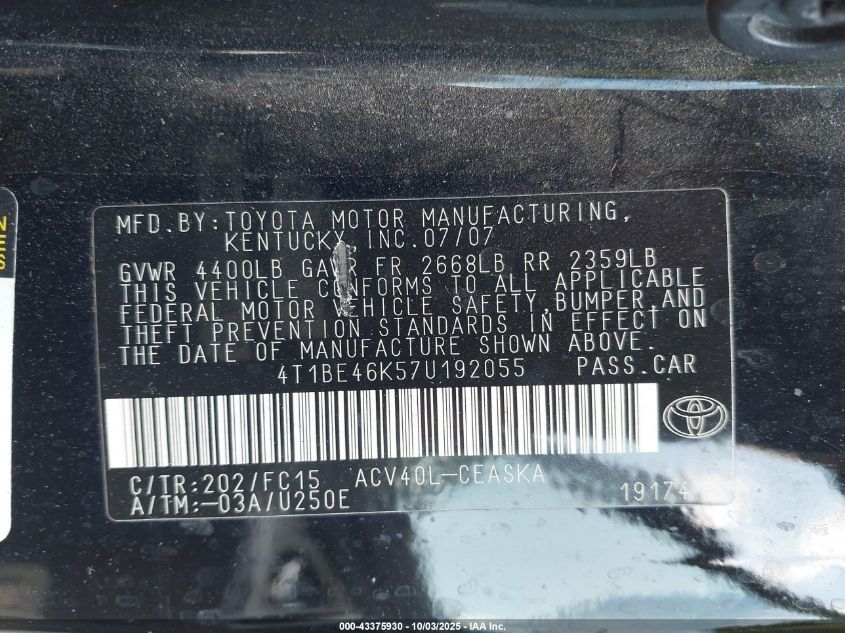 MFD.BY:TOYOTA MOTOR MANUFACTURING,
KENTUCKY, INC.07/07
GVWR 4400LB GAWR FR 2668LB RR 2359LB
THIS VEHICLE CONFORMS TO ALL APPLICABLE
FEDERAL MOTOR VEHICLE SAFETY,BUMPER,AND
THEFT PREVENTION STANDARDS IN EFFECT ON
THE DATE OF MANUFACTURE SHOWN ABOVE.
4T1BE46K57U192055 PASS.CAR
C/TR:202/FC15 ACV40L-CEASKA
A/TM:-03A/U250E 19174
000-43375930 - 10/03/2025 - IAA Inc.